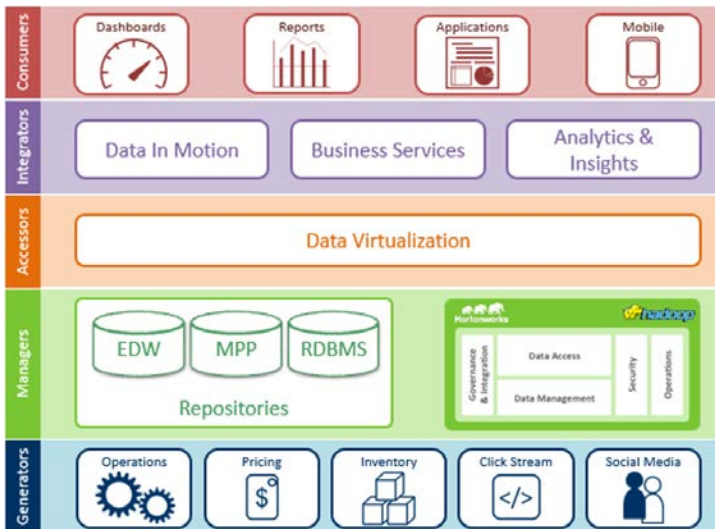 Consumers
Dashboards
Reports
Applications
Mobile
Integrators
Data In Motion
Business Services
Analytics &
Insights
Accessors
Data Virtualization
Managers
EDW
MPP
RDBMS
Repositories
Hortonworks
hadoop
Governance
& Integration
Data Access
Data Management
Security
Operations
Generators
Operations
Pricing
$
Inventory
Click Stream
</>
Social Media